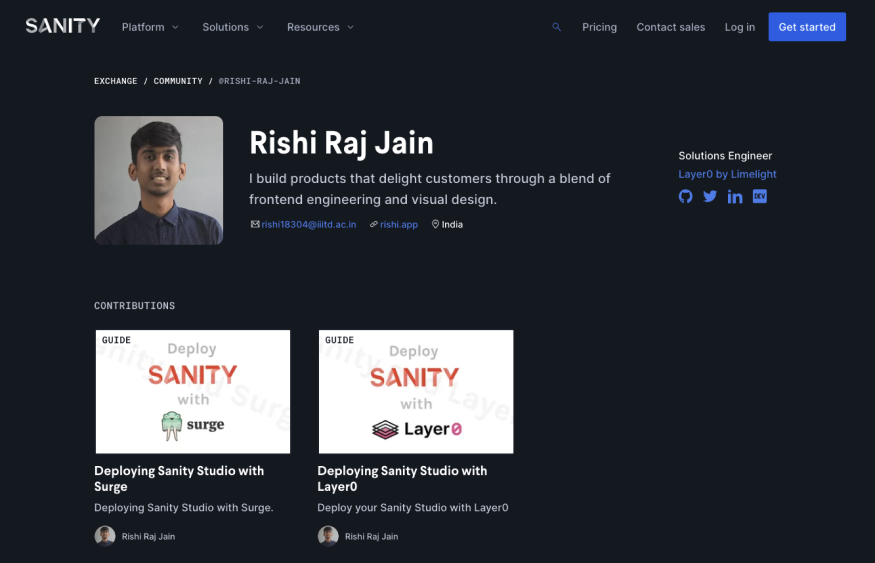 SANITY Platform Solutions Resources Pricing Contact sales Log in Get started
EXCHANGE / COMMUNITY / @RISHI-RAJ-JAIN
Rishi Raj Jain
I build products that delight customers through a blend of
frontend engineering and visual design.
rishi18304@iiitd.ac.in rishi.app India
Solutions Engineer
Layer0 by Limelight
DEV
CONTRIBUTIONS
GUIDE
Deploy
SANITY
with
surge
Deploying Sanity Studio with
Surge
Deploying Sanity Studio with Surge.
Rishi Raj Jain
GUIDE
Deploy
SANITY
with
Layer0
Deploying Sanity Studio with
Layer0
Deploy your Sanity Studio with Layer0
Rishi Raj Jain